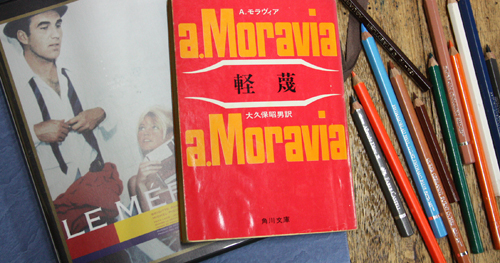 A.モラヴィア
a.Moravia
軽蔑
大久保昭男訳
a.Moravia
角川文庫
LE MÉ